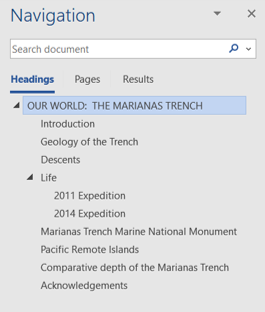 Navigation
Search document
Headings Pages Results
OUR WORLD: THE MARIANAS TRENCH
Introduction
Geology of the Trench
Descents
Life
2011 Expedition
2014 Expedition
Marianas Trench Marine National Monument
Pacific Remote Islands
Comparative depth of the Marianas Trench
Acknowledgements